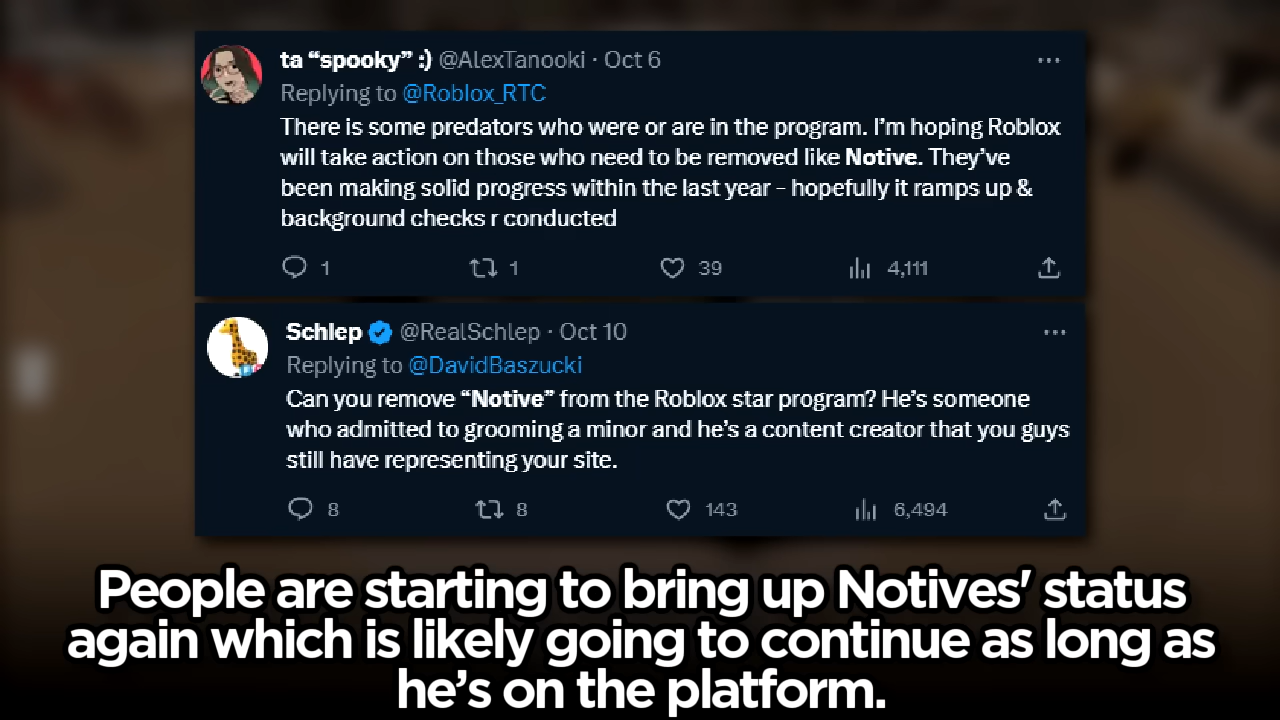 ta “spooky” :) @AlexTanooki · Oct 6
Replying to @Roblox_RTC
There is some predators who were or are in the program. I’m hoping Roblox
will take action on those who need to be removed like Notive. They’ve
been making solid progress within the last year - hopefully it ramps up &
background checks r conducted
1 1 39 4,111
Schlep @RealSchlep · Oct 10
Replying to @DavidBaszucki
Can you remove “Notive” from the Roblox star program? He’s someone
who admitted to grooming a minor and he’s a content creator that you guys
still have representing your site.
8 8 143 6,494
People are starting to bring up Notives' status
again which is likely going to continue as long as
he’s on the platform.